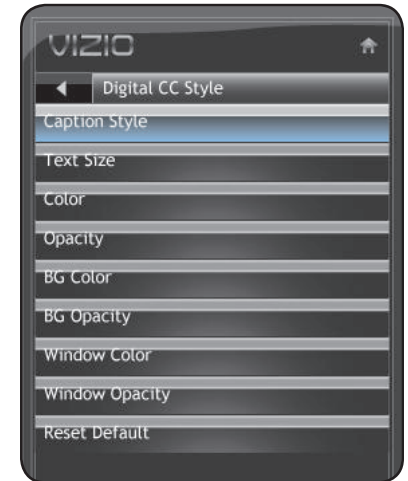 VIZIO
Digital CC Style
Caption Style
Text Size
Color
Opacity
BG Color
BG Opacity
Window Color
Window Opacity
Reset Default